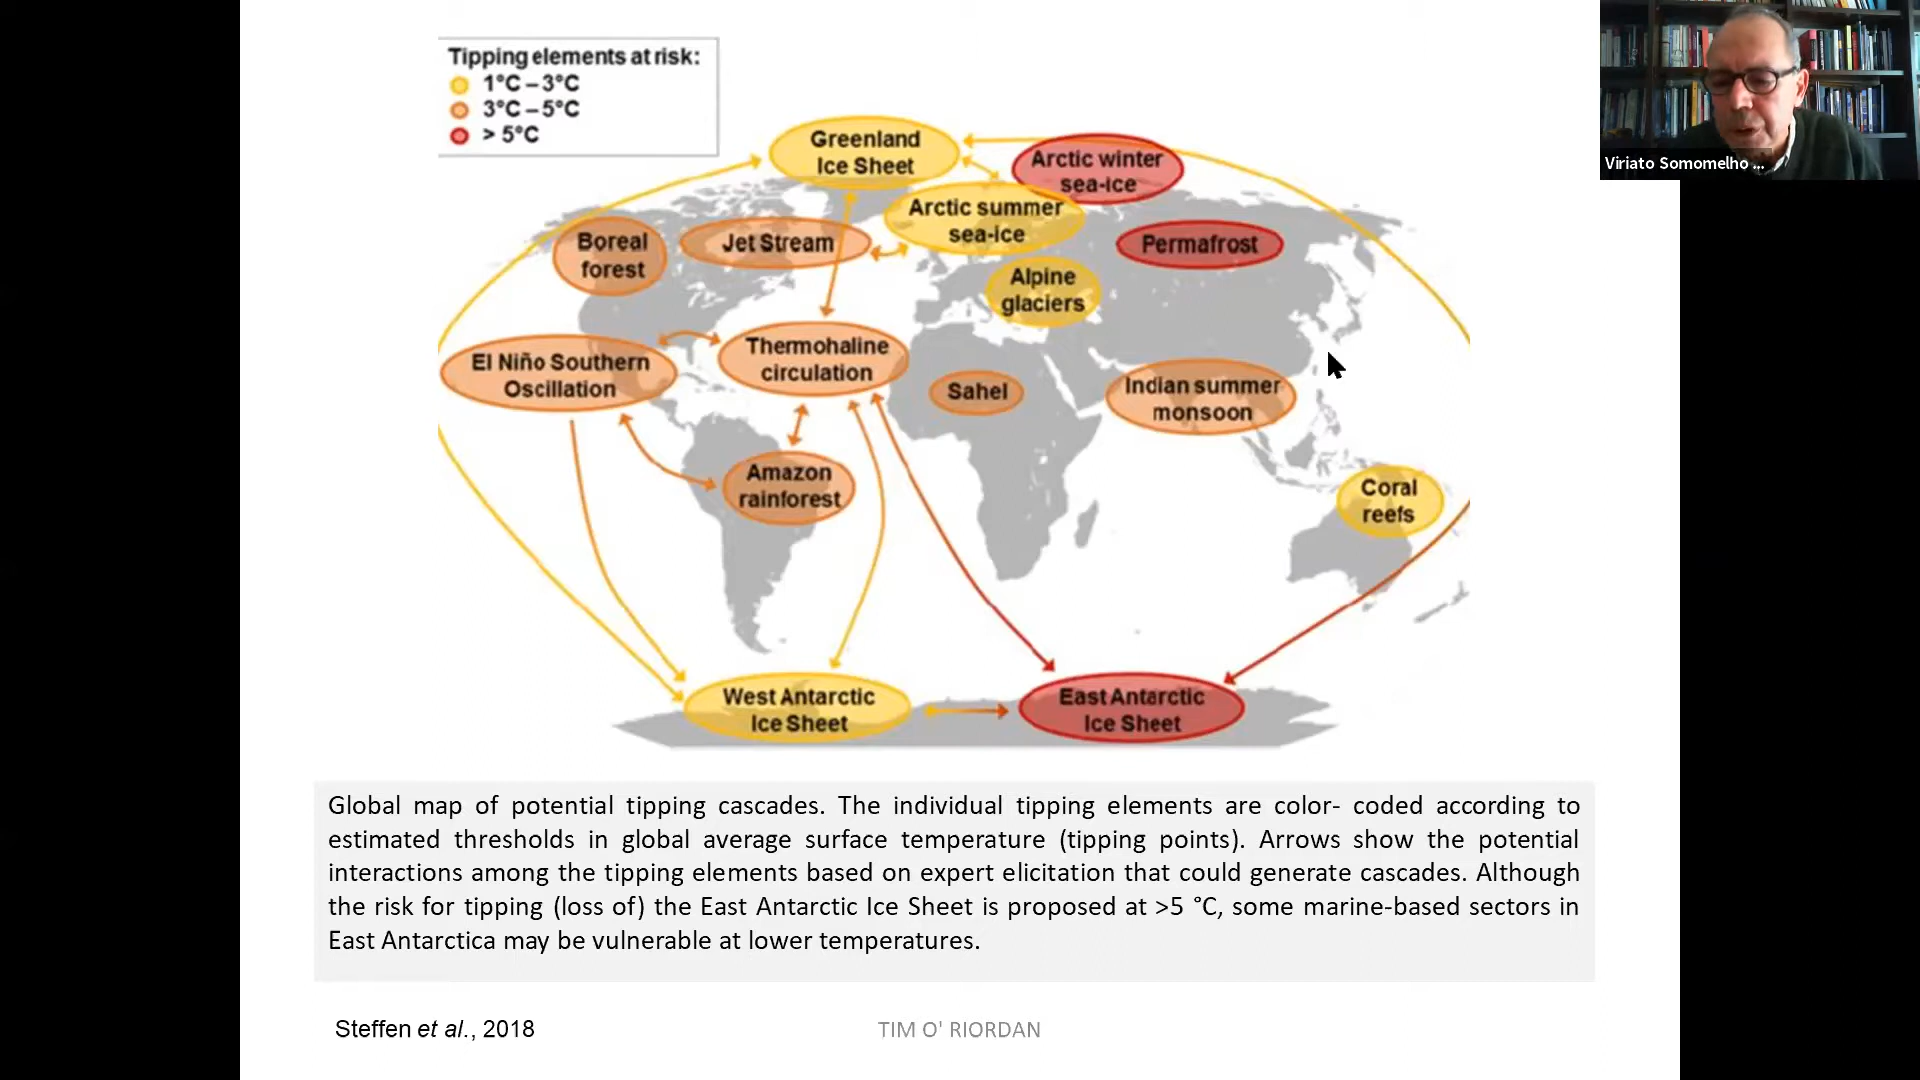 Tipping elements at risk:
1°C – 3°C
3°C – 5°C
> 5°C
Greenland
Ice Sheet
Arctic winter
sea-ice
Arctic summer
sea-ice
Boreal
forest
Jet Stream
Permafrost
Alpine
glaciers
El Niño Southern
Oscillation
Thermohaline
circulation
Sahel
Indian summer
monsoon
Amazon
rainforest
Coral
reefs
West Antarctic
Ice Sheet
East Antarctic
Ice Sheet
Global map of potential tipping cascades. The individual tipping elements are color- coded according to
estimated thresholds in global average surface temperature (tipping points). Arrows show the potential
interactions among the tipping elements based on expert elicitation that could generate cascades. Although
the risk for tipping (loss of) the East Antarctic Ice Sheet is proposed at >5 °C, some marine-based sectors in
East Antarctica may be vulnerable at lower temperatures.
Steffen et al., 2018
TIM O' RIORDAN
Viriato Somomelho ...